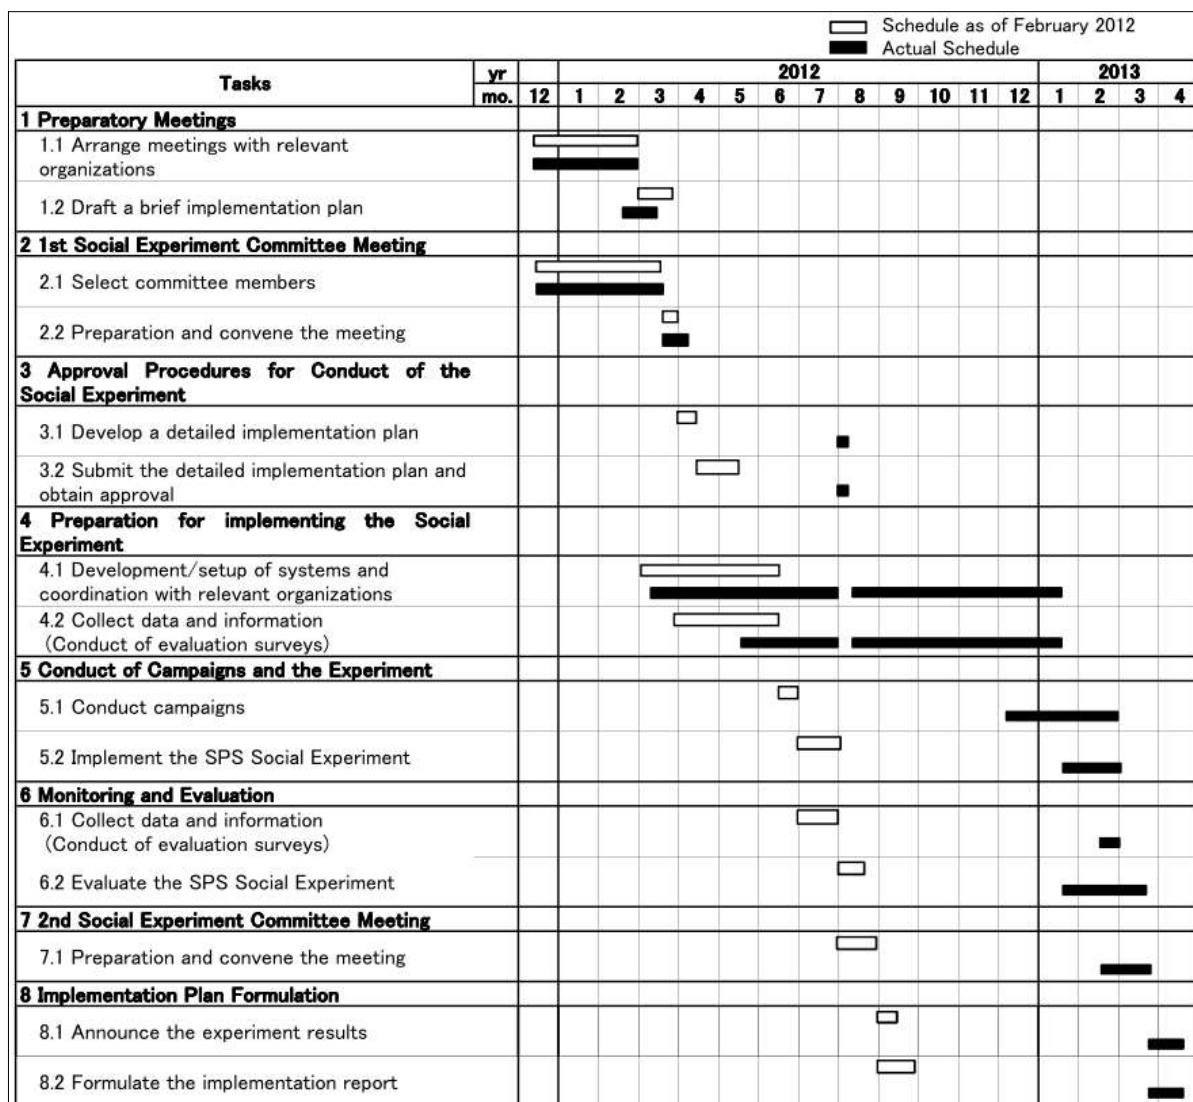 Schedule as of February 2012
Actual Schedule
Tasks yr 2012 2013
mo. 12 1 2 3 4 5 6 7 8 9 10 11 12 1 2 3 4
1 Preparatory Meetings
1.1 Arrange meetings with relevant
organizations
1.2 Draft a brief implementation plan
2 1st Social Experiment Committee Meeting
2.1 Select committee members
2.2 Preparation and convene the meeting
3 Approval Procedures for Conduct of the
Social Experiment
3.1 Develop a detailed implementation plan
3.2 Submit the detailed implementation plan and
obtain approval
4 Preparation for implementing the Social
Experiment
4.1 Development/setup of systems and
coordination with relevant organizations
4.2 Collect data and information
(Conduct of evaluation surveys)
5 Conduct of Campaigns and the Experiment
5.1 Conduct campaigns
5.2 Implement the SPS Social Experiment
6 Monitoring and Evaluation
6.1 Collect data and information
(Conduct of evaluation surveys)
6.2 Evaluate the SPS Social Experiment
7 2nd Social Experiment Committee Meeting
7.1 Preparation and convene the meeting
8 Implementation Plan Formulation
8.1 Announce the experiment results
8.2 Formulate the implementation report